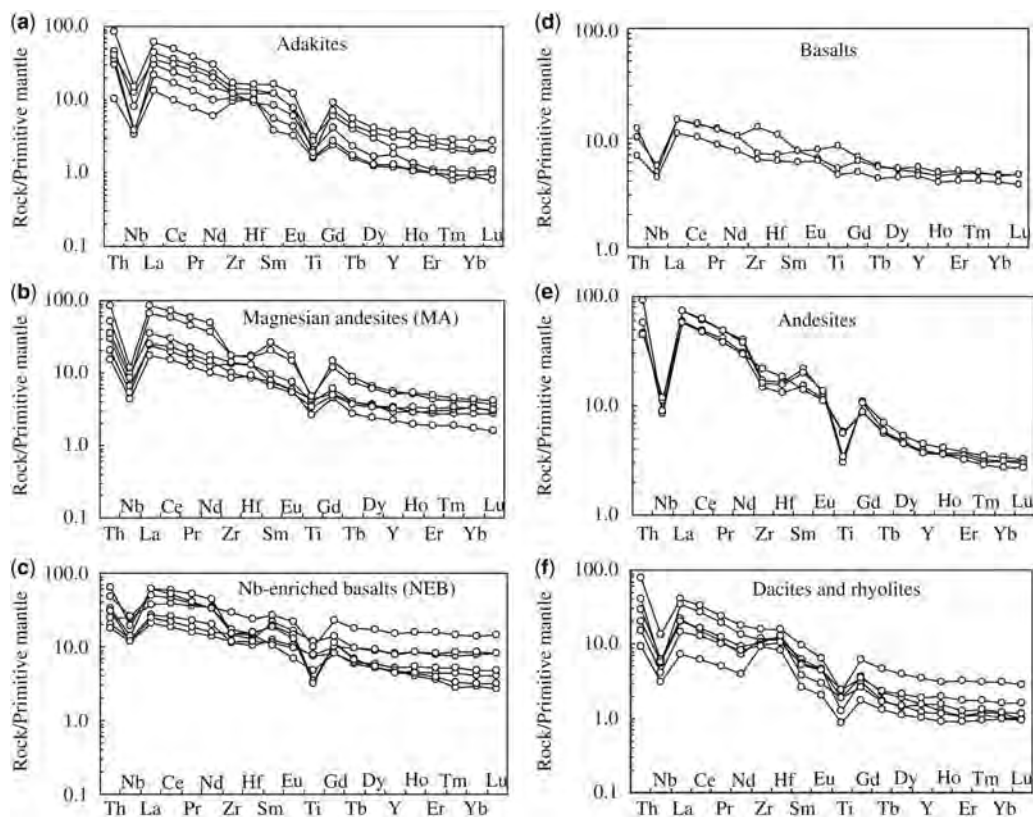 (a)
Adakites
Rock/Primitive mantle
100.0
10.0
1.0
0.1
Nb Ce Pr Nd Hf Eu Gd Dy Ho Tm Lu
Th La Pr Zr Sm Ti Tb Y Er Yb
(b)
Magnesian andesites (MA)
Rock/Primitive mantle
100.0
10.0
1.0
0.1
Nb Ce Nd Hf Eu Gd Dy Ho Tm Lu
Th La Pr Zr Sm Ti Tb Y Er Yb
(c)
Nb-enriched basalts (NEB)
Rock/Primitive mantle
100.0
10.0
1.0
0.1
Nb Ce Nd Hf Eu Gd Dy Ho Tm Lu
Th La Pr Zr Sm Ti Tb Y Er Yb
(d)
Basalts
Rock/Primitive mantle
100.0
10.0
1.0
Nb Ce Nd Hf Eu Gd Dy Ho Tm Lu
Th La Pr Zr Sm Ti Tb Y Er Yb
(e)
Andesites
Rock/Primitive mantle
100.0
10.0
1.0
Nb Ce Nd Hf Eu Gd Dy Ho Tm Lu
Th La Pr Zr Sm Ti Tb Y Er Yb
(f)
Dacites and rhyolites
Rock/Primitive mantle
100.0
10.0
1.0
0.1
Nb Ce Nd Hf Eu Gd Dy Ho Tm Lu
Th La Pr Zr Sm Ti Tb Y Er Yb